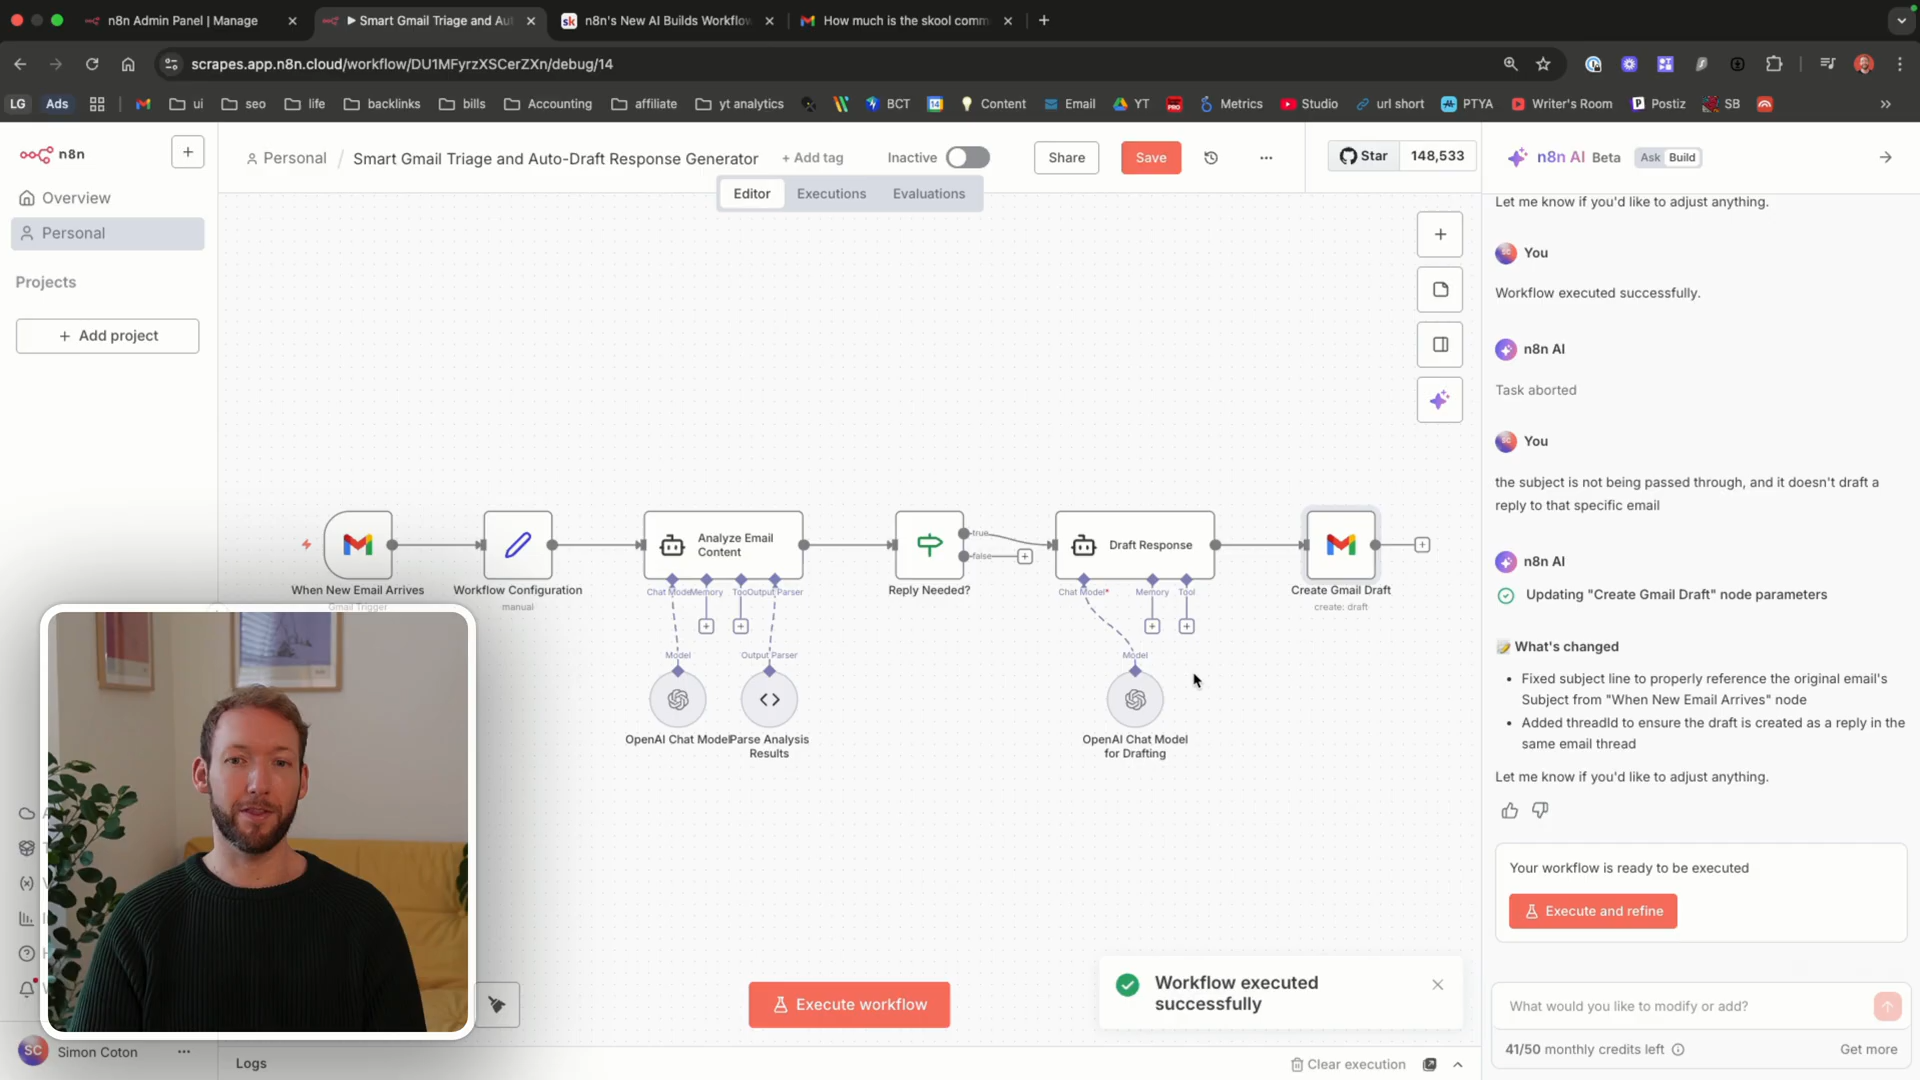 n8n Admin Panel | Manage
Smart Gmail Triage and Au
n8n's New AI Builds Workflow
How much is the skool comm
scrapes.app.n8n.cloud/workflow/DU1MFyrzXSCerZXn/debug/14
LG
Ads
ui
seo
life
backlinks
bills
Accounting
affiliate
yt analytics
BCT
Content
Email
YT
Metrics
Studio
url short
PTYA
Writer's Room
Postiz
SB
n8n
Personal / Smart Gmail Triage and Auto-Draft Response Generator
+ Add tag
Inactive
Share
Save
Star
148,533
n8n AI Beta
Ask Build
Editor
Executions
Evaluations
Overview
Personal
Projects
+ Add project
Let me know if you'd like to adjust anything.
You
Workflow executed successfully.
n8n AI
Task aborted
You
the subject is not being passed through, and it doesn't draft a
reply to that specific email
n8n AI
Updating "Create Gmail Draft" node parameters
What's changed
Fixed subject line to properly reference the original email's
Subject from "When New Email Arrives" node
Added threadId to ensure the draft is created as a reply in the
same email thread
Let me know if you'd like to adjust anything.
Your workflow is ready to be executed
Execute and refine
What would you like to modify or add?
41/50 monthly credits left
Get more
When New Email Arrives
Gmail Trigger
Workflow Configuration
manual
Analyze Email
Content
Chat Model
Memory
Output Parser
Model
Output Parser
OpenAI Chat Model
Parse Analysis
Results
true
false
Reply Needed?
Draft Response
Chat Model*
Memory
Tool
Model
OpenAI Chat Model
for Drafting
Create Gmail Draft
create: draft
Execute workflow
Workflow executed
successfully
SC
Simon Coton
Logs
Clear execution